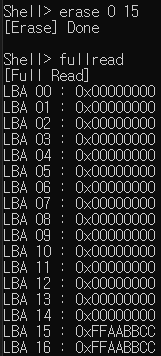 Shell> erase 0 15
[Erase] Done
Shell> fullread
[Full Read]
LBA 00 : 0x00000000
LBA 01 : 0x00000000
LBA 02 : 0x00000000
LBA 03 : 0x00000000
LBA 04 : 0x00000000
LBA 05 : 0x00000000
LBA 06 : 0x00000000
LBA 07 : 0x00000000
LBA 08 : 0x00000000
LBA 09 : 0x00000000
LBA 10 : 0x00000000
LBA 11 : 0x00000000
LBA 12 : 0x00000000
LBA 13 : 0x00000000
LBA 14 : 0x00000000
LBA 15 : 0xFFAABBCC
LBA 16 : 0xFFAABBCC